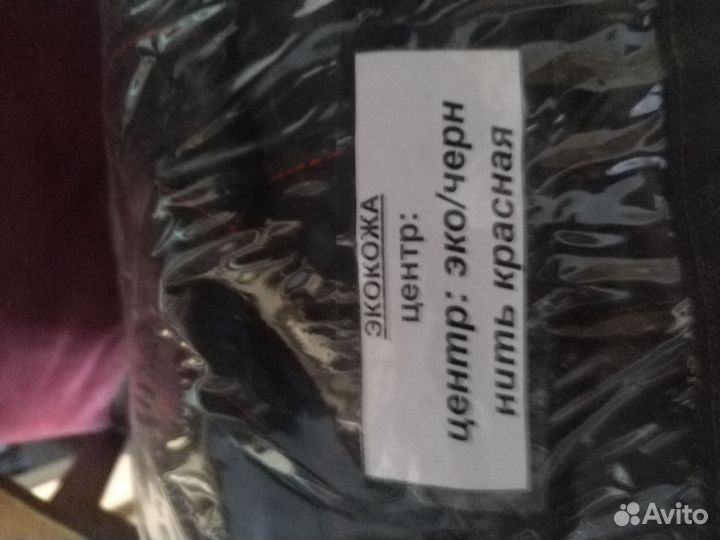 ЭКОКОЖА
центр:
центр: эко/черн
нить красная
Avito